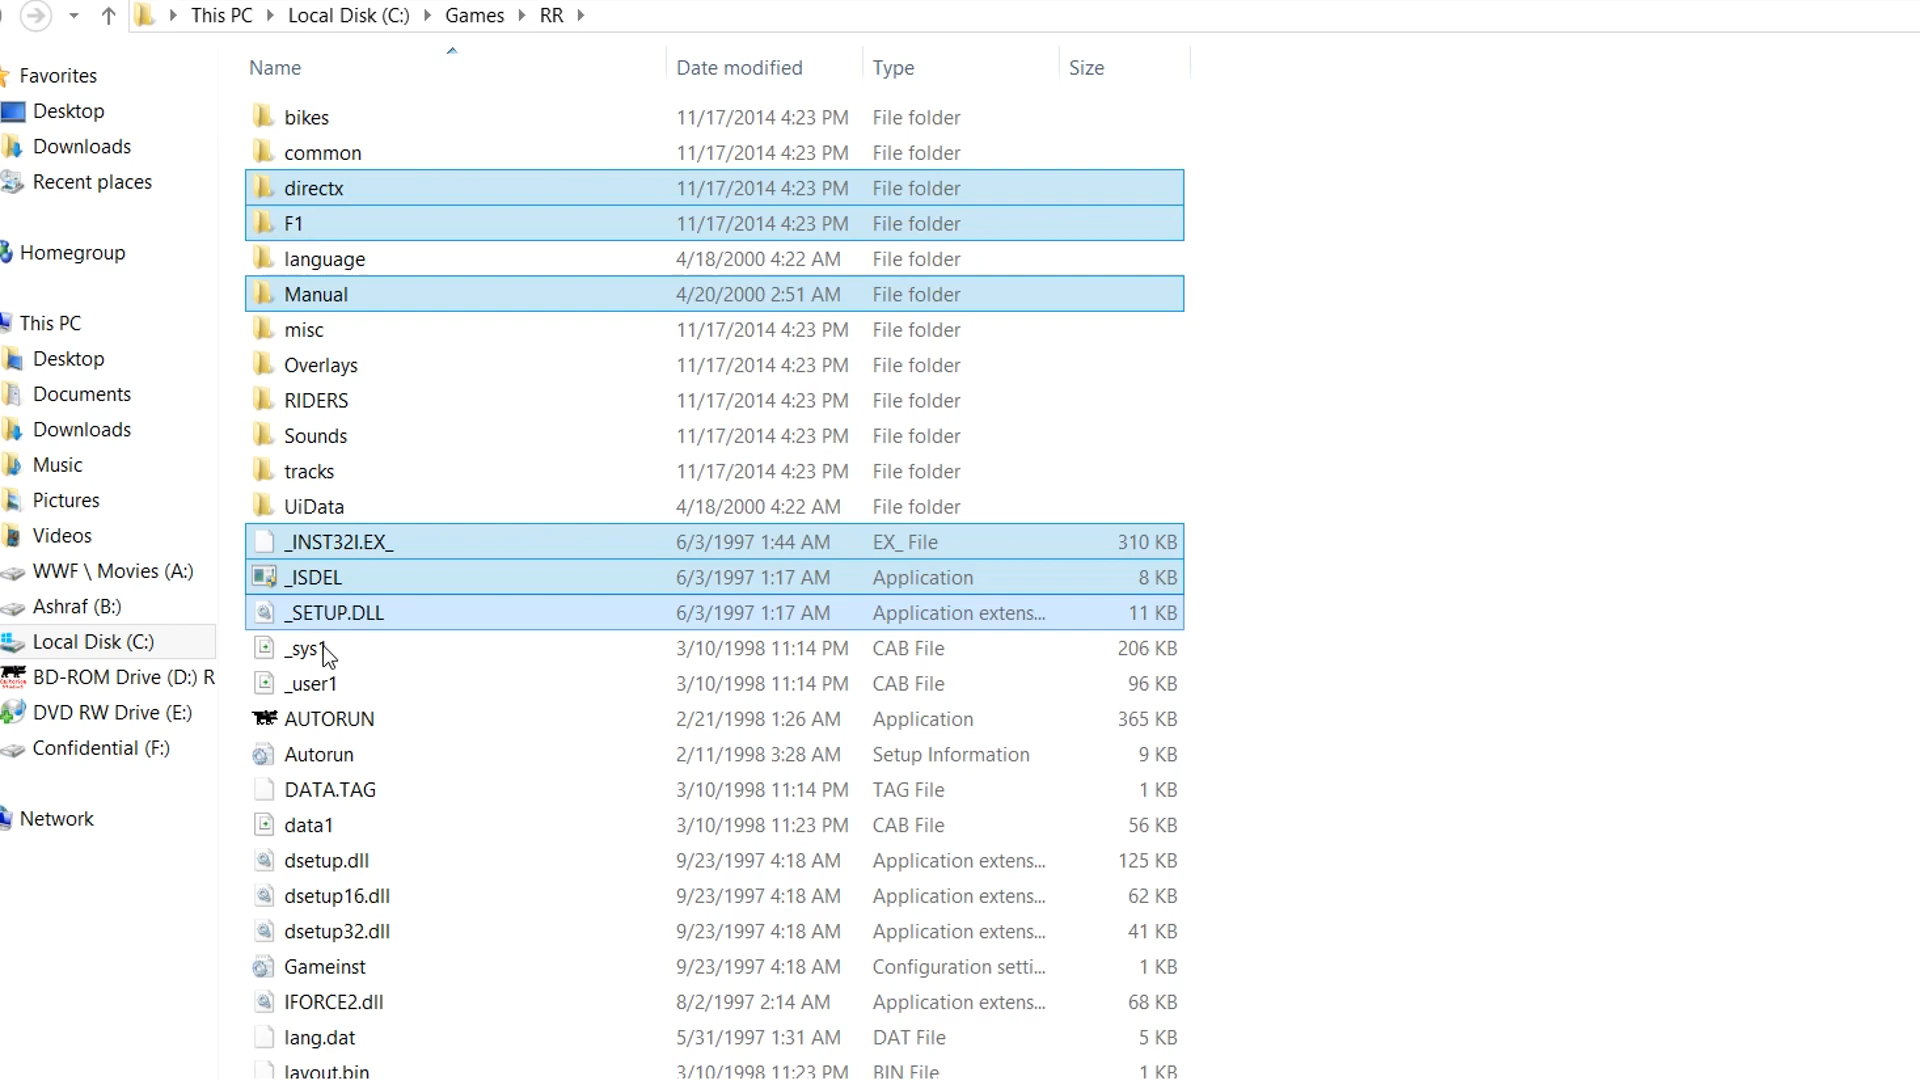 This PC Local Disk (C:) Games RR
Name Date modified Type Size
Favorites
Desktop
Downloads
Recent places
Homegroup
This PC
Desktop
Documents
Downloads
Music
Pictures
Videos
WWF \ Movies (A:)
Ashraf (B:)
Local Disk (C:)
BD-ROM Drive (D:) R
DVD RW Drive (E:)
Confidential (F:)
Network
bikes 11/17/2014 4:23 PM File folder
common 11/17/2014 4:23 PM File folder
directx 11/17/2014 4:23 PM File folder
F1 11/17/2014 4:23 PM File folder
language 4/18/2000 4:22 AM File folder
Manual 4/20/2000 2:51 AM File folder
misc 11/17/2014 4:23 PM File folder
Overlays 11/17/2014 4:23 PM File folder
RIDERS 11/17/2014 4:23 PM File folder
Sounds 11/17/2014 4:23 PM File folder
tracks 11/17/2014 4:23 PM File folder
UiData 4/18/2000 4:22 AM File folder
_INST32I.EX_ 6/3/1997 1:44 AM EX_ File 310 KB
_ISDEL 6/3/1997 1:17 AM Application 8 KB
_SETUP.DLL 6/3/1997 1:17 AM Application extens... 11 KB
_sys1 3/10/1998 11:14 PM CAB File 206 KB
_user1 3/10/1998 11:14 PM CAB File 96 KB
AUTORUN 2/21/1998 1:26 AM Application 365 KB
Autorun 2/11/1998 3:28 AM Setup Information 9 KB
DATA.TAG 3/10/1998 11:14 PM TAG File 1 KB
data1 3/10/1998 11:23 PM CAB File 56 KB
dsetup.dll 9/23/1997 4:18 AM Application extens... 125 KB
dsetup16.dll 9/23/1997 4:18 AM Application extens... 62 KB
dsetup32.dll 9/23/1997 4:18 AM Application extens... 41 KB
Gameinst 9/23/1997 4:18 AM Configuration setti... 1 KB
IFORCE2.dll 8/2/1997 2:14 AM Application extens... 68 KB
lang.dat 5/31/1997 1:31 AM DAT File 5 KB
layout.bin 3/10/1998 11:23 PM BIN File 1 KB